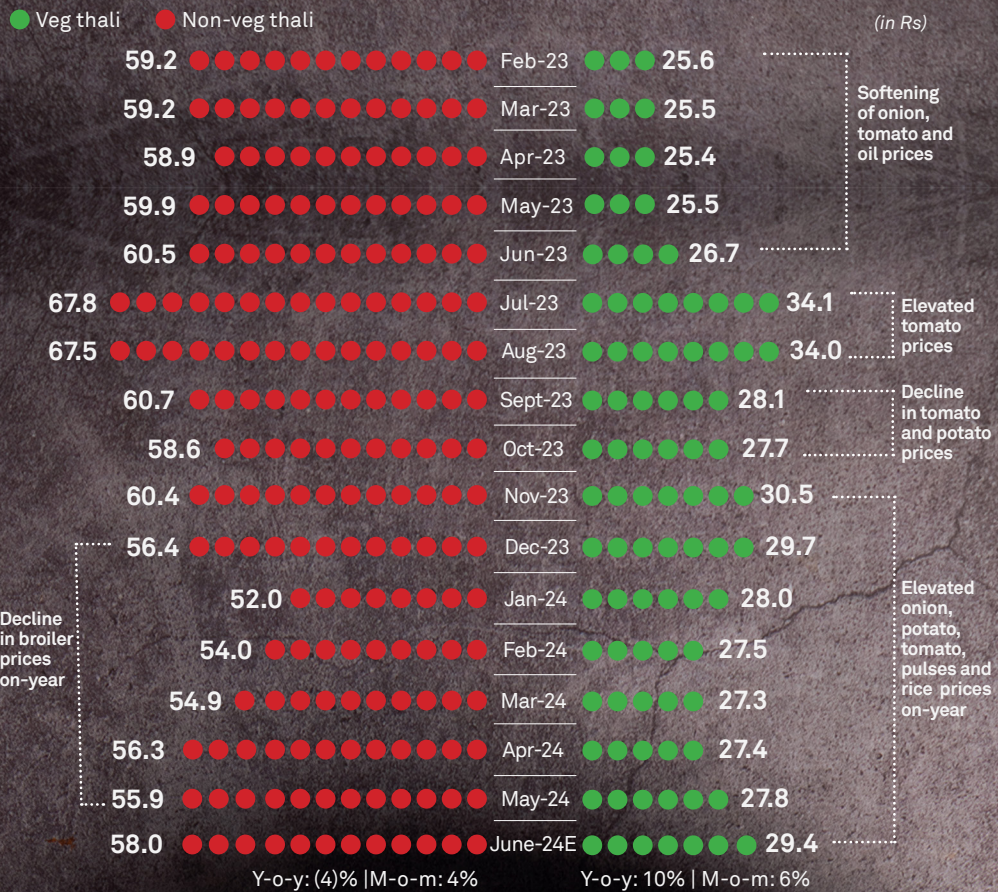 Veg thali Non-veg thali (in Rs)
59.2 Feb-23 25.6
59.2 Mar-23 25.5
58.9 Apr-23 25.4
59.9 May-23 25.5
60.5 Jun-23 26.7
Softening
of onion,
tomato and
oil prices
67.8 Jul-23 34.1
67.5 Aug-23 34.0
Elevated
tomato
prices
60.7 Sept-23 28.1
58.6 Oct-23 27.7
Decline
in tomato
and potato
prices
60.4 Nov-23 30.5
56.4 Dec-23 29.7
52.0 Jan-24 28.0
54.0 Feb-24 27.5
54.9 Mar-24 27.3
56.3 Apr-24 27.4
55.9 May-24 27.8
58.0 June-24E 29.4
Decline
in broiler
prices
on-year
Elevated
onion,
potato,
tomato,
pulses and
rice prices
on-year
Y-o-y: (4)% |M-o-m: 4% Y-o-y: 10% | M-o-m: 6%